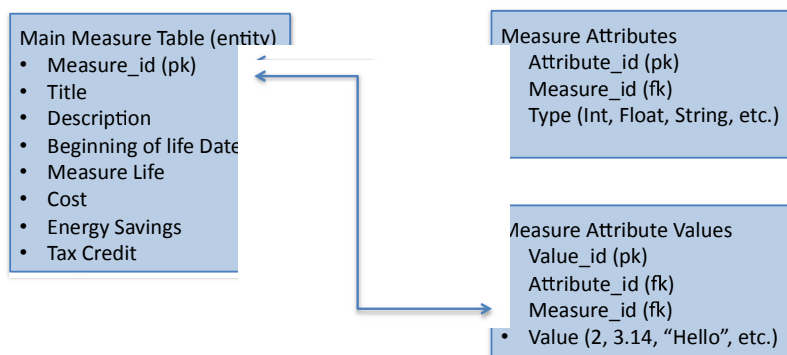 Main Measure Table (entity)
• Measure_id (pk)
• Title
• Description
• Beginning of life Date
• Measure Life
• Cost
• Energy Savings
• Tax Credit
Measure Attributes
Attribute_id (pk)
Measure_id (fk)
Type (Int, Float, String, etc.)
Measure Attribute Values
Value_id (pk)
Attribute_id (fk)
Measure_id (fk)
• Value (2, 3.14, “Hello”, etc.)